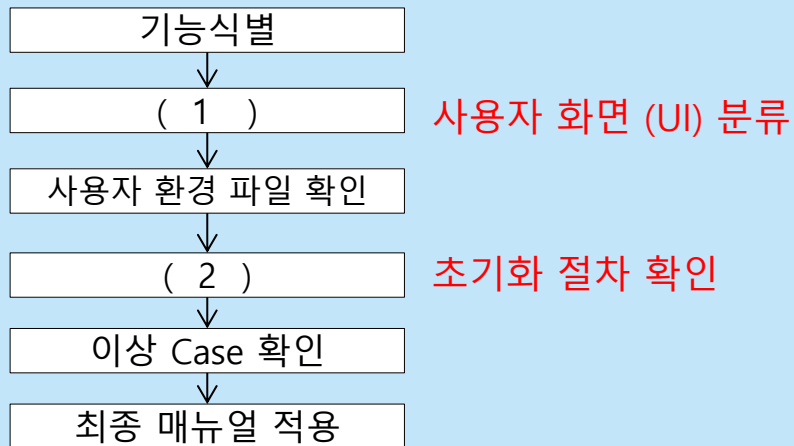 기능식별
( 1 )
사용자 화면 (UI) 분류
사용자 환경 파일 확인
( 2 )
초기화 절차 확인
이상 Case 확인
최종 매뉴얼 적용